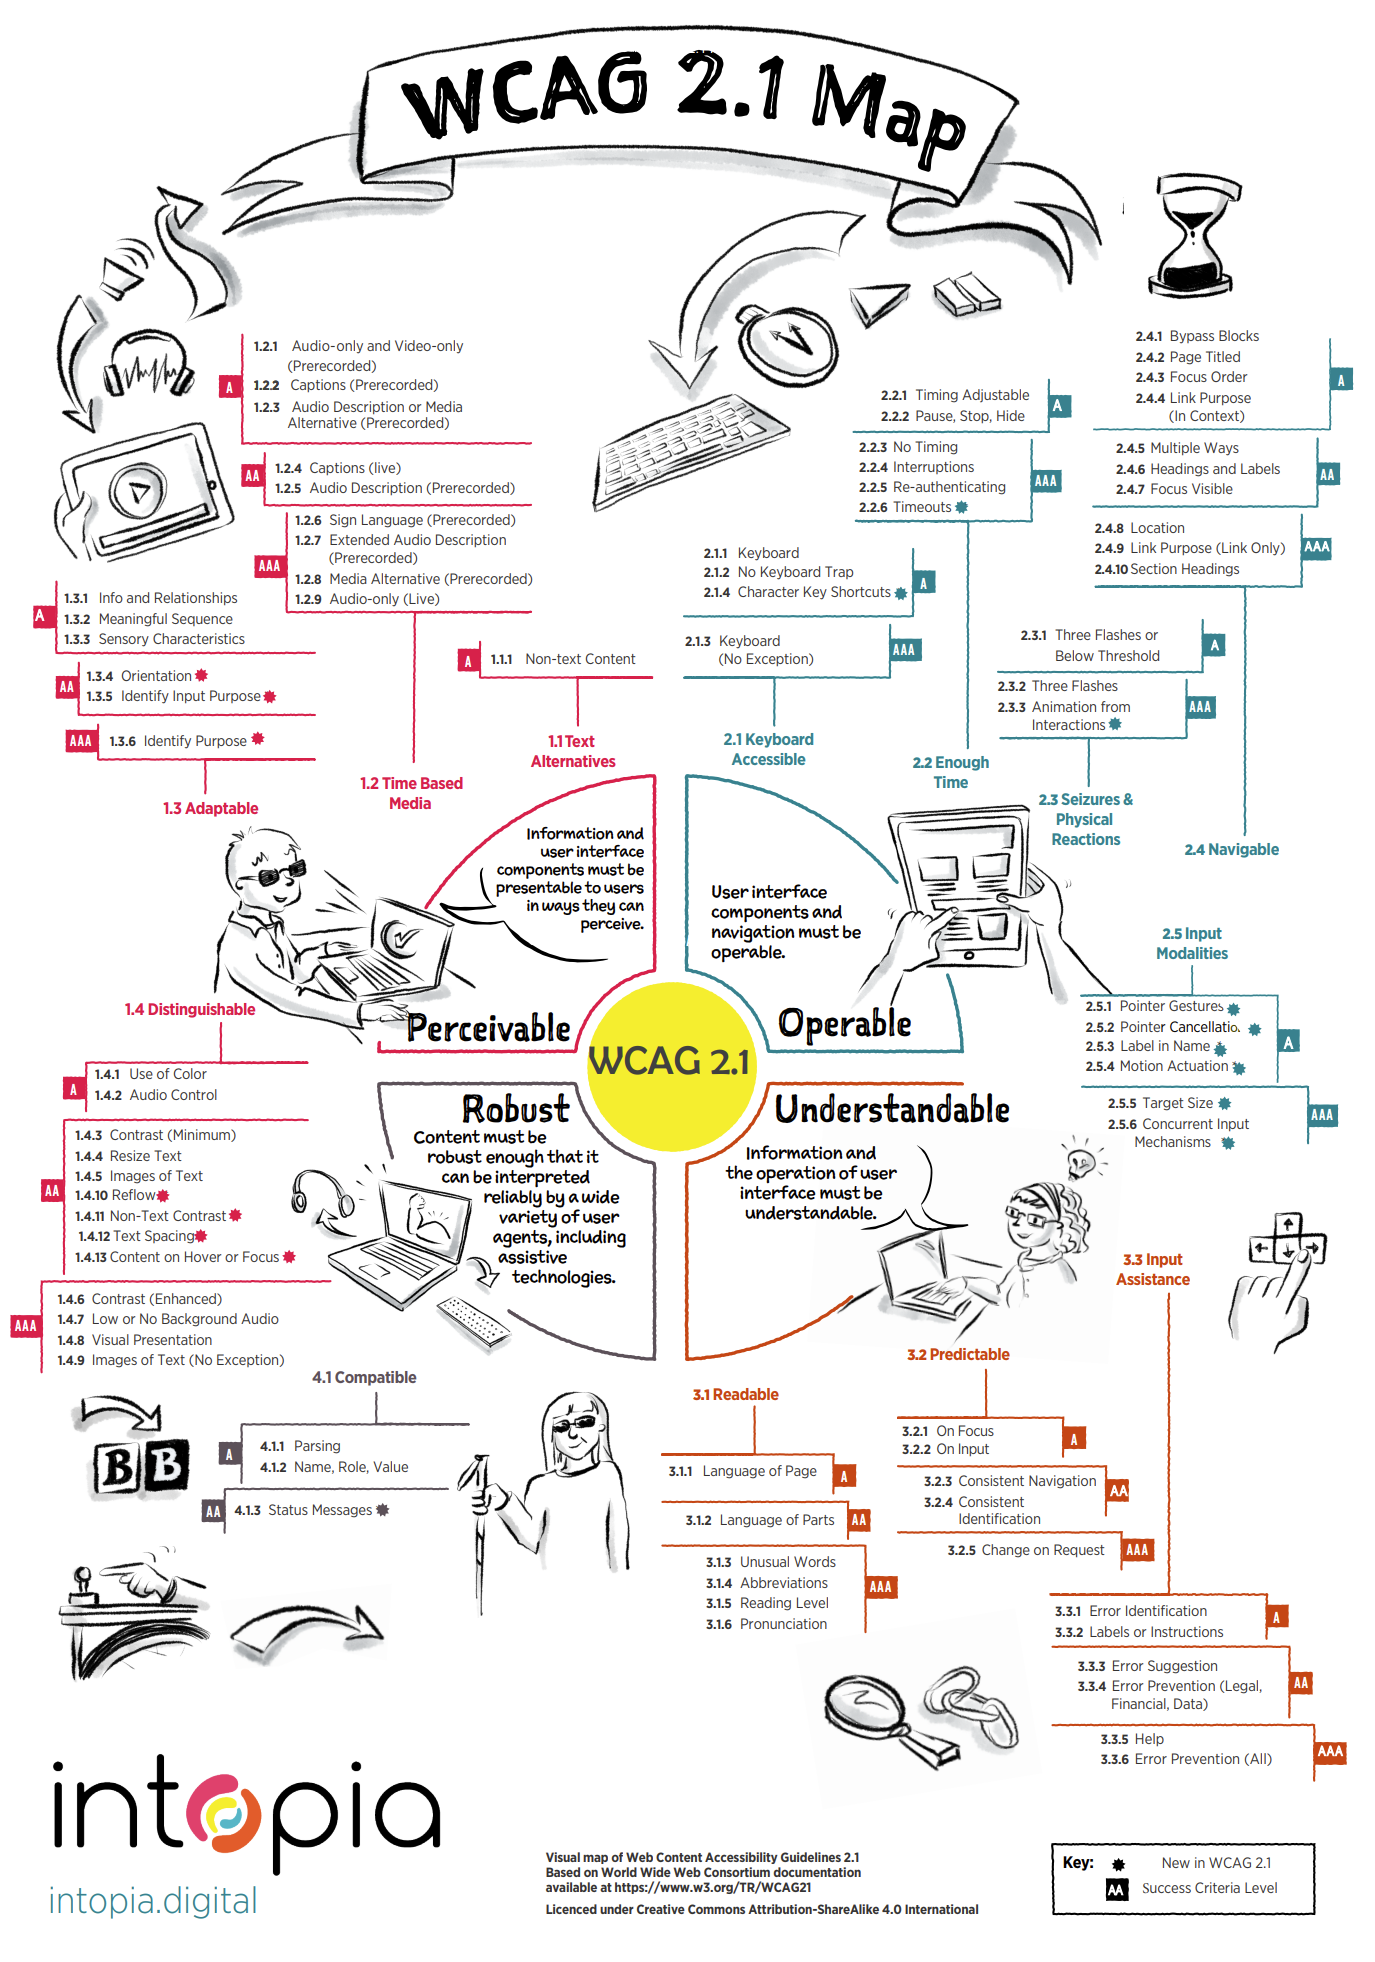 WCAG 2.1 Map
1.2.1 Audio-only and Video-only
(Prerecorded)
A
1.2.2 Captions (Prerecorded)
1.2.3 Audio Description or Media
Alternative (Prerecorded)
AA
1.2.4 Captions (live)
1.2.5 Audio Description (Prerecorded)
AAA
1.2.6 Sign Language (Prerecorded)
1.2.7 Extended Audio Description
(Prerecorded)
1.2.8 Media Alternative (Prerecorded)
1.2.9 Audio-only (Live)
1.2 Time Based
Media
A
1.3.1 Info and Relationships
1.3.2 Meaningful Sequence
1.3.3 Sensory Characteristics
AA
1.3.4 Orientation
1.3.5 Identify Input Purpose
AAA
1.3.6 Identify Purpose
1.3 Adaptable
A
1.1.1 Non-text Content
1.1 Text
Alternatives
2.1.1 Keyboard
2.1.2 No Keyboard Trap
2.1.4 Character Key Shortcuts
A
2.1.3 Keyboard
(No Exception)
AAA
2.1 Keyboard
Accessible
2.2.1 Timing Adjustable
2.2.2 Pause, Stop, Hide
A
2.2.3 No Timing
2.2.4 Interruptions
2.2.5 Re-authenticating
2.2.6 Timeouts
AAA
2.2 Enough
Time
2.4.1 Bypass Blocks
2.4.2 Page Titled
2.4.3 Focus Order
2.4.4 Link Purpose
(In Context)
A
2.4.5 Multiple Ways
2.4.6 Headings and Labels
2.4.7 Focus Visible
AA
2.4.8 Location
2.4.9 Link Purpose (Link Only)
2.4.10 Section Headings
AAA
2.3.1 Three Flashes or
Below Threshold
A
2.3.2 Three Flashes
2.3.3 Animation from
Interactions
AAA
2.3 Seizures &
Physical
Reactions
2.4 Navigable
Information and
user interface
components must be
presentable to users
in ways they can
perceive.
Perceivable
User interface
components and
navigation must be
operable.
Operable
2.5 Input
Modalities
2.5.1 Pointer Gestures
2.5.2 Pointer Cancellatio.
2.5.3 Label in Name
2.5.4 Motion Actuation
A
2.5.5 Target Size
2.5.6 Concurrent Input
Mechanisms
AAA
WCAG 2.1
1.4 Distinguishable
A
1.4.1 Use of Color
1.4.2 Audio Control
AA
1.4.3 Contrast (Minimum)
1.4.4 Resize Text
1.4.5 Images of Text
1.4.10 Reflow
1.4.11 Non-Text Contrast
1.4.12 Text Spacing
1.4.13 Content on Hover or Focus
AAA
1.4.6 Contrast (Enhanced)
1.4.7 Low or No Background Audio
1.4.8 Visual Presentation
1.4.9 Images of Text (No Exception)
Robust
Content must be
robust enough that it
can be interpreted
reliably by a wide
variety of user
agents, including
assistive
technologies.
Understandable
Information and
the operation of user
interface must be
understandable.
4.1 Compatible
A
4.1.1 Parsing
4.1.2 Name, Role, Value
AA
4.1.3 Status Messages
B B
3.1 Readable
3.1.1 Language of Page
A
3.1.2 Language of Parts
AA
3.1.3 Unusual Words
3.1.4 Abbreviations
3.1.5 Reading Level
3.1.6 Pronunciation
AAA
3.2 Predictable
3.2.1 On Focus
3.2.2 On Input
A
3.2.3 Consistent Navigation
3.2.4 Consistent
Identification
AA
3.2.5 Change on Request
AAA
3.3 Input
Assistance
3.3.1 Error Identification
3.3.2 Labels or Instructions
A
3.3.3 Error Suggestion
3.3.4 Error Prevention (Legal,
Financial, Data)
AA
3.3.5 Help
3.3.6 Error Prevention (All)
AAA
intopia
intopia.digital
Visual map of Web Content Accessibility Guidelines 2.1
Based on World Wide Web Consortium documentation
available at https://www.w3.org/TR/WCAG21
Licenced under Creative Commons Attribution-ShareAlike 4.0 International
Key: New in WCAG 2.1
AA Success Criteria Level